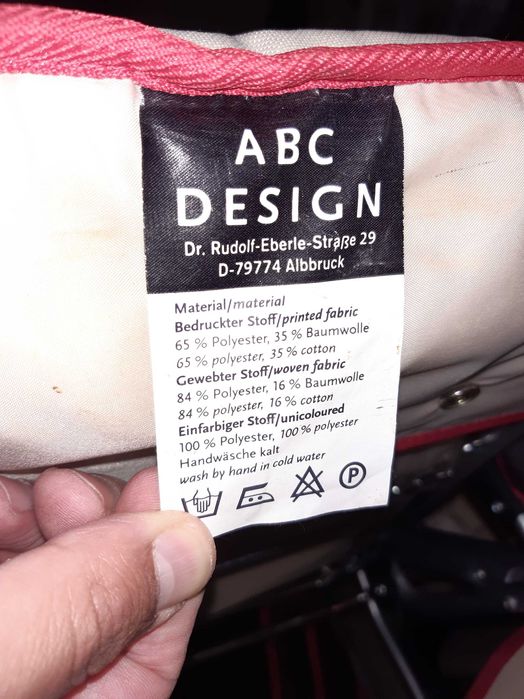 ABC
DESIGN
Dr. Rudolf-Eberle-Straße 29
D-79774 Albbruck
Material/material
Bedruckter Stoff/printed fabric
65 % Polyester, 35 % Baumwolle
65 % polyester, 35 % cotton
Gewebter Stoff/woven fabric
84 % Polyester, 16 % Baumwolle
84 % polyester, 16 % cotton
Einfarbiger Stoff/unicoloured
100 % Polyester, 100 % polyester
Handwäsche kalt
wash by hand in cold water
P